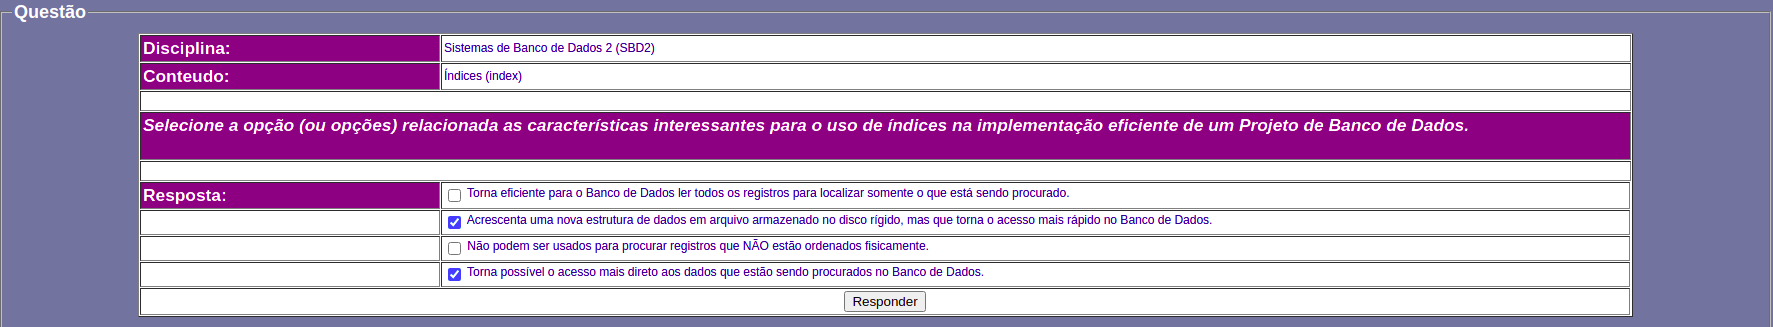 Questão
Disciplina: Sistemas de Banco de Dados 2 (SBD2)
Conteudo: Índices (index)
Selecione a opção (ou opções) relacionada as características interessantes para o uso de índices na implementação eficiente de um Projeto de Banco de Dados.
Resposta: Torna eficiente para o Banco de Dados ler todos os registros para localizar somente o que está sendo procurado.
Acrescenta uma nova estrutura de dados em arquivo armazenado no disco rígido, mas que torna o acesso mais rápido no Banco de Dados.
Não podem ser usados para procurar registros que NÃO estão ordenados fisicamente.
Torna possível o acesso mais direto aos dados que estão sendo procurados no Banco de Dados.
Responder